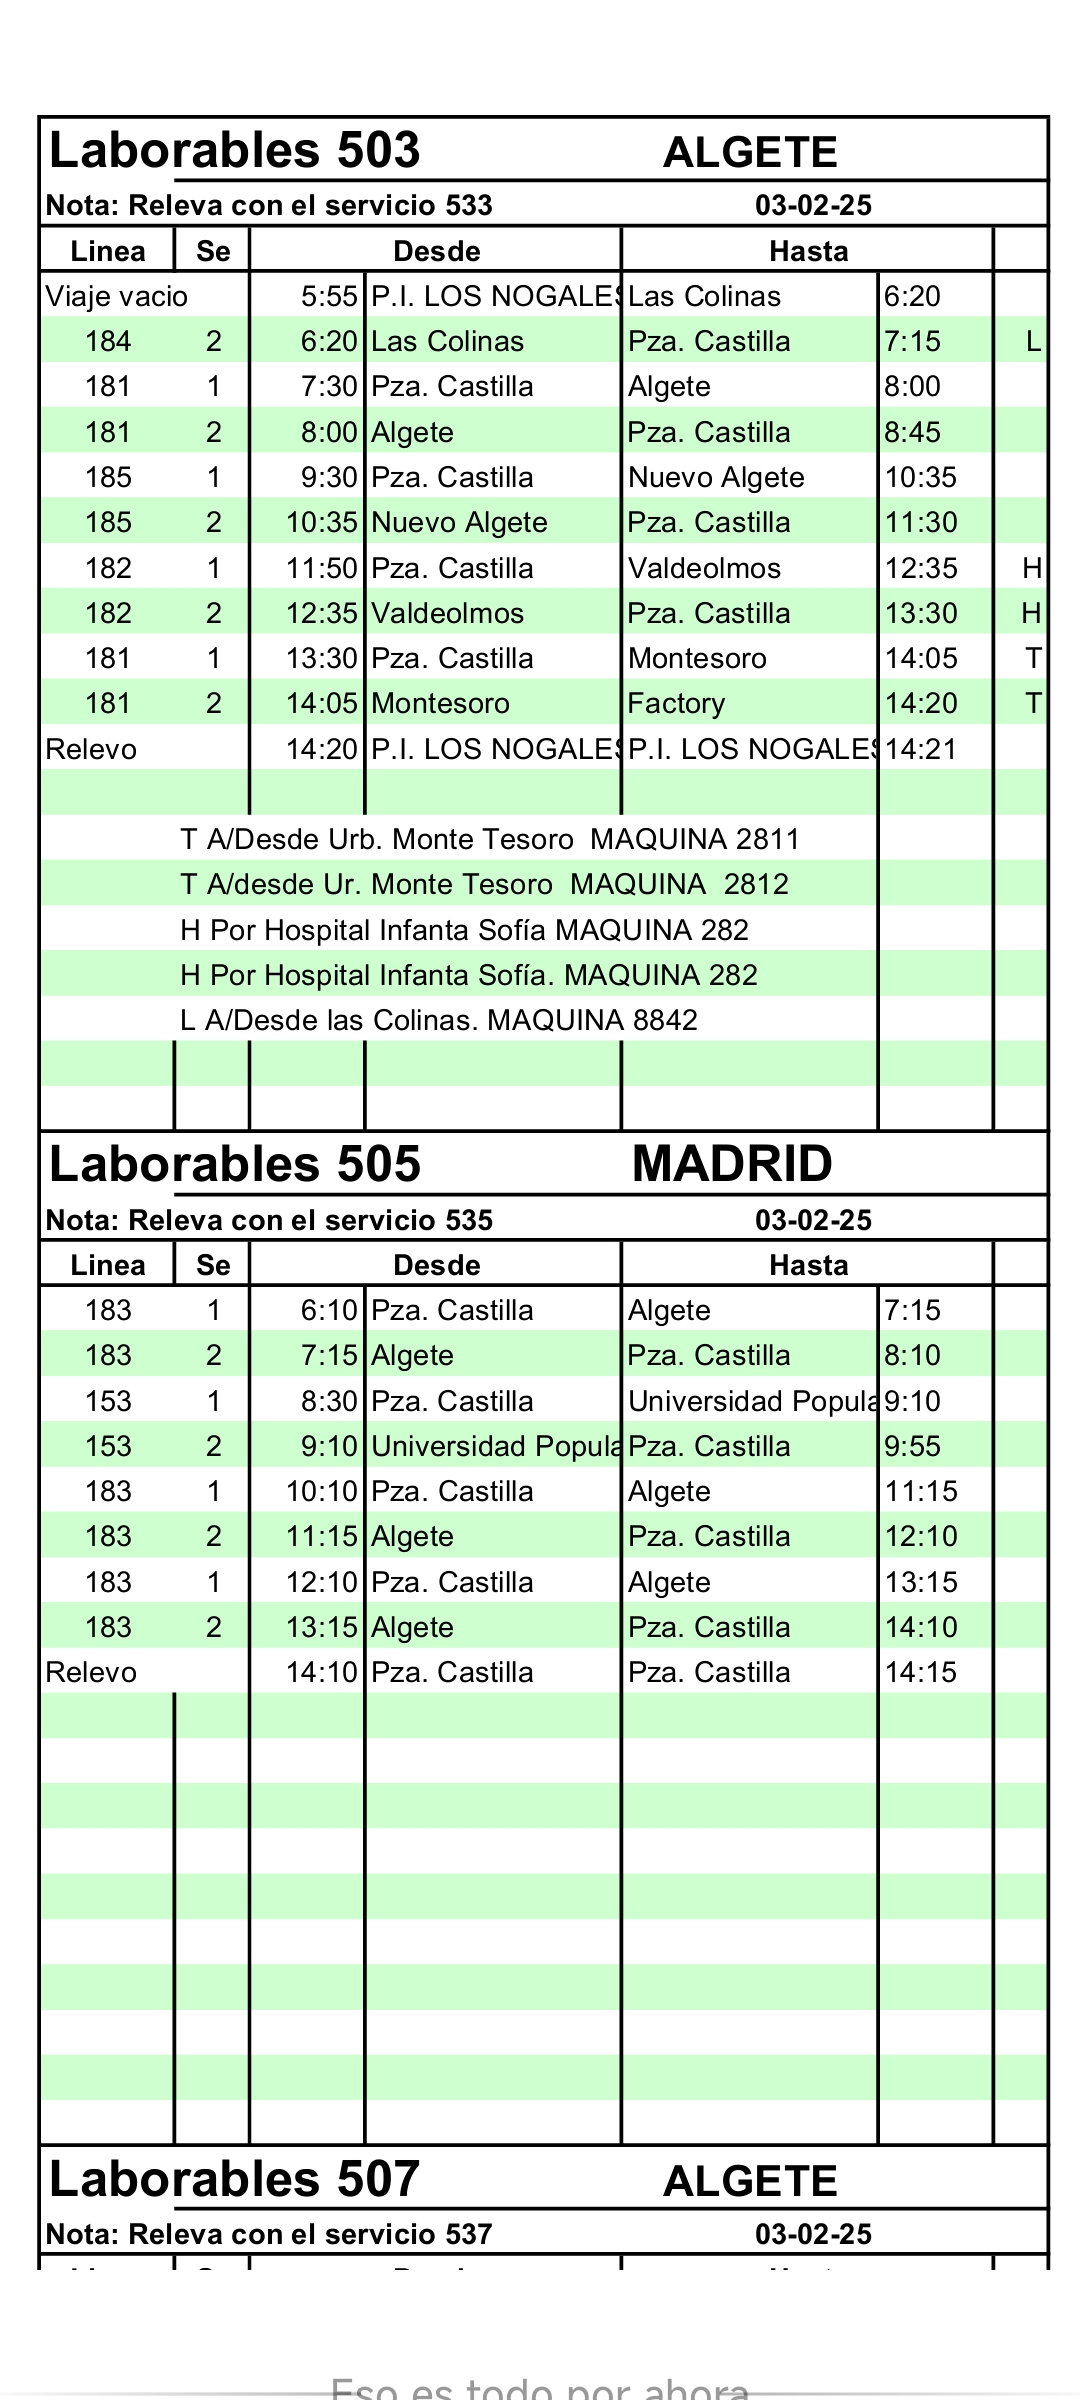 Laborables 503 ALGETE
Nota: Releva con el servicio 533 03-02-25
Linea Se Desde Hasta
Viaje vacio 5:55 P.I. LOS NOGALES Las Colinas 6:20
184 2 6:20 Las Colinas Pza. Castilla 7:15 L
181 1 7:30 Pza. Castilla Algete 8:00
181 2 8:00 Algete Pza. Castilla 8:45
185 1 9:30 Pza. Castilla Nuevo Algete 10:35
185 2 10:35 Nuevo Algete Pza. Castilla 11:30
182 1 11:50 Pza. Castilla Valdeolmos 12:35 H
182 2 12:35 Valdeolmos Pza. Castilla 13:30 H
181 1 13:30 Pza. Castilla Montesoro 14:05 T
181 2 14:05 Montesoro Factory 14:20 T
Relevo 14:20 P.I. LOS NOGALES P.I. LOS NOGALES 14:21
T A/Desde Urb. Monte Tesoro MAQUINA 2811
T A/desde Ur. Monte Tesoro MAQUINA 2812
H Por Hospital Infanta Sofía MAQUINA 282
H Por Hospital Infanta Sofía. MAQUINA 282
L A/Desde las Colinas. MAQUINA 8842
Laborables 505 MADRID
Nota: Releva con el servicio 535 03-02-25
Linea Se Desde Hasta
183 1 6:10 Pza. Castilla Algete 7:15
183 2 7:15 Algete Pza. Castilla 8:10
153 1 8:30 Pza. Castilla Universidad Popula 9:10
153 2 9:10 Universidad Popula Pza. Castilla 9:55
183 1 10:10 Pza. Castilla Algete 11:15
183 2 11:15 Algete Pza. Castilla 12:10
183 1 12:10 Pza. Castilla Algete 13:15
183 2 13:15 Algete Pza. Castilla 14:10
Relevo 14:10 Pza. Castilla Pza. Castilla 14:15
Laborables 507 ALGETE
Nota: Releva con el servicio 537 03-02-25
Eso es todo por ahora